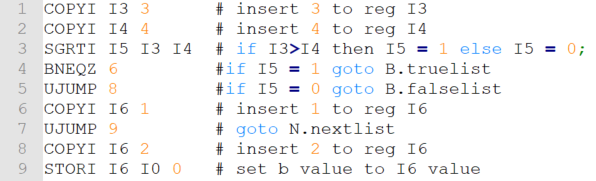 1 COPYI I3 3 # insert 3 to reg I3
2 COPYI I4 4 # insert 4 to reg I4
3 SGRTI I5 I3 I4 # if I3>I4 then I5 = 1 else I5 = 0;
4 BNEQZ 6 #if I5 = 1 goto B.truelist
5 UJUMP 8 #if I5 = 0 goto B.falselist
6 COPYI I6 1 # insert 1 to reg I6
7 UJUMP 9 # goto N.nextlist
8 COPYI I6 2 # insert 2 to reg I6
9 STORI I6 I0 0 # set b value to I6 value